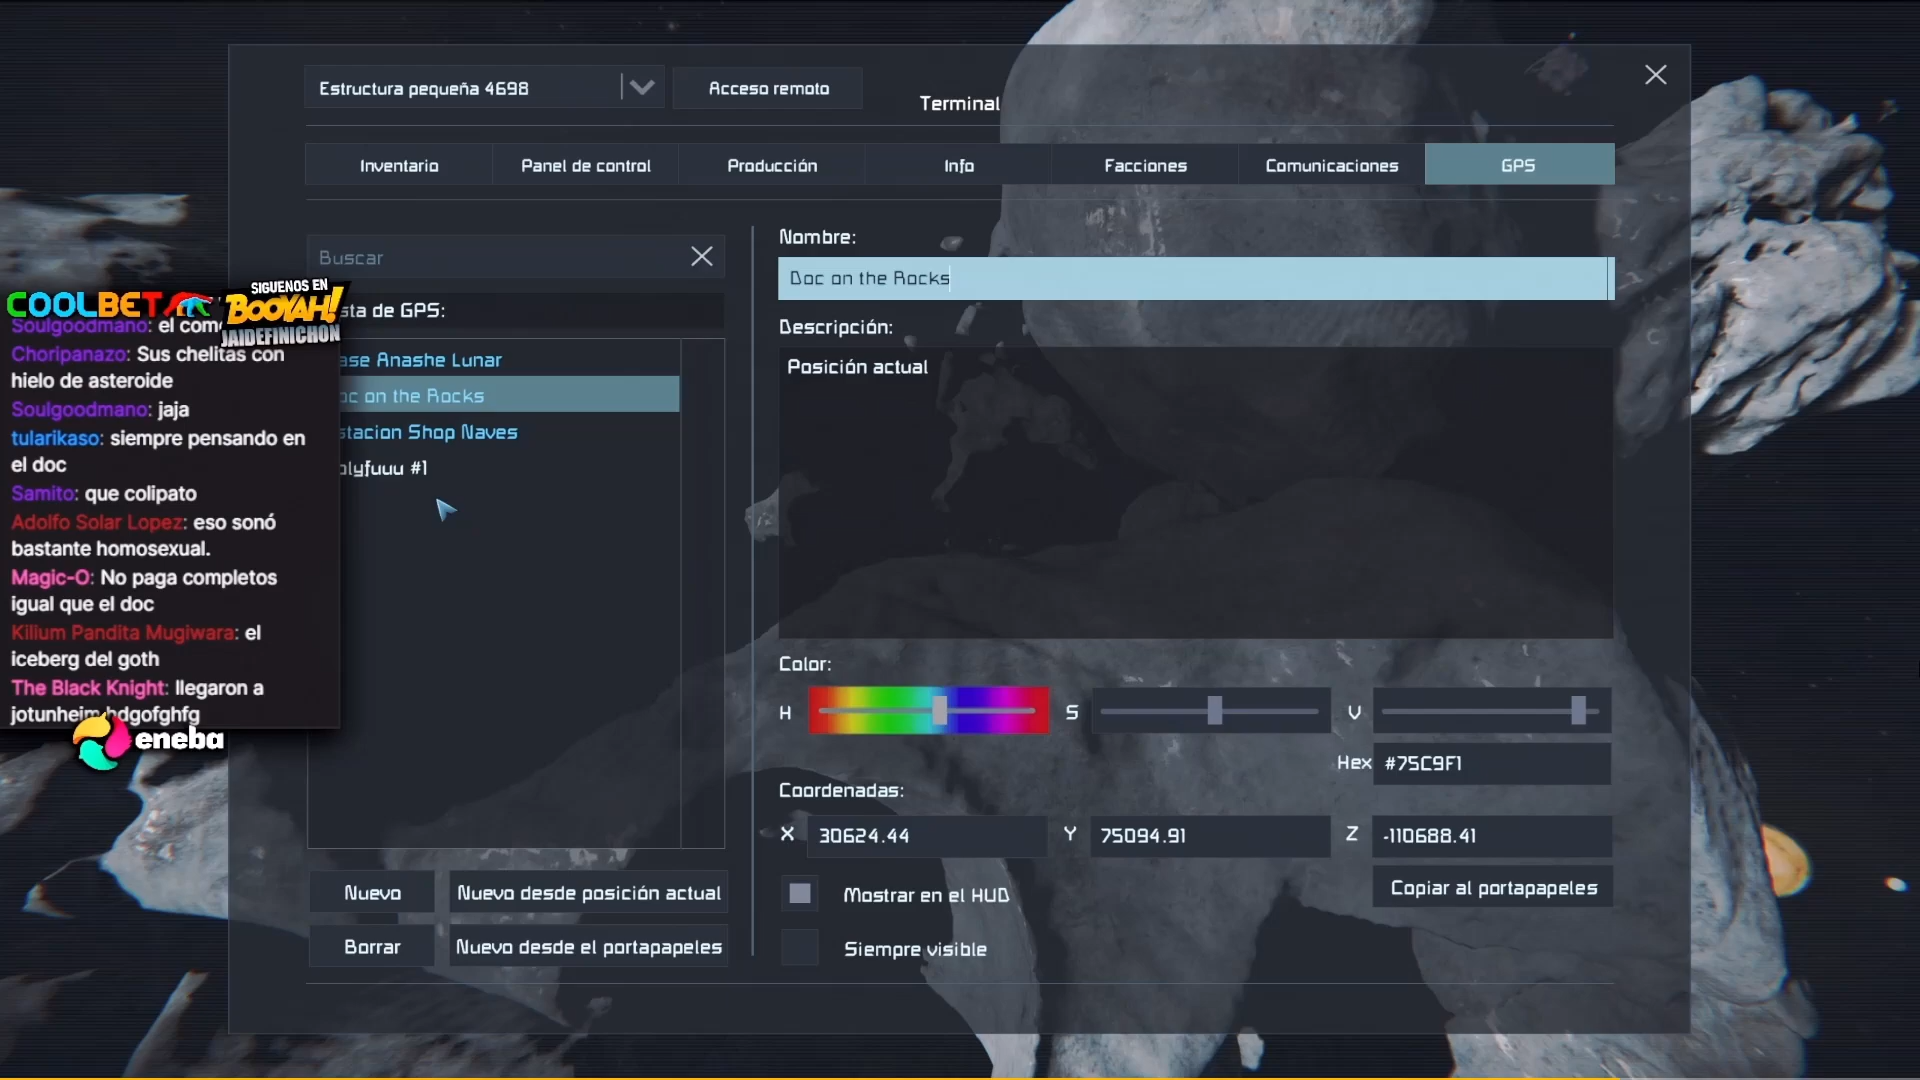 Estructura pequeña 4698
Acceso remoto
Terminal
Inventario
Panel de control
Producción
Info
Facciones
Comunicaciones
GPS
Buscar
sta de GPS:
ase Anashe Lunar
oc on the Rocks
stacion Shop Naves
olyfuuu #1
Nuevo
Nuevo desde posición actual
Borrar
Nuevo desde el portapapeles
Nombre:
Doc on the Rocks
Descripción:
Posición actual
Color:
H
S
V
Hex #75C9F1
Coordenadas:
X 30624.44
Y 75094.91
Z -110688.41
Mostrar en el HUD
Copiar al portapapeles
Siempre visible
COOLBET
SIGUENOS EN
BOOYAH!
JAIDEFINICHON
Soulgoodmano: el com
Choripanazo: Sus chelitas con
hielo de asteroide
Soulgoodmano: jaja
tularikaso: siempre pensando en
el doc
Samito: que colipato
Adolfo Solar Lopez: eso sonó
bastante homosexual.
Magic-O: No paga completos
igual que el doc
Kilium Pandita Mugiwara: el
iceberg del goth
The Black Knight: llegaron a
jotunheim hdgofghfg
eneba